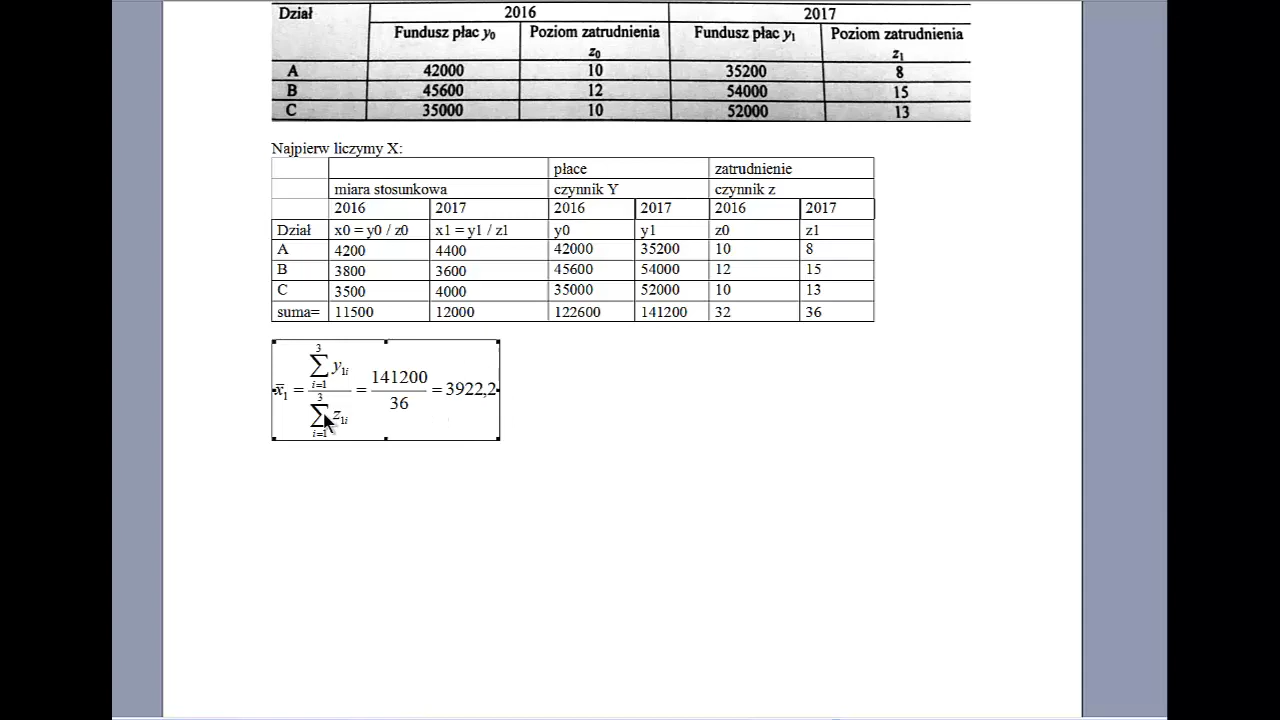 Dział 2016 2017
Fundusz płac y0 Poziom zatrudnienia z0 Fundusz płac y1 Poziom zatrudnienia z1
A 42000 10 35200 8
B 45600 12 54000 15
C 35000 10 52000 13
Najpierw liczymy X:
płace zatrudnienie
miara stosunkowa czynnik Y czynnik z
2016 2017 2016 2017 2016 2017
Dział x0 = y0 / z0 x1 = y1 / z1 y0 y1 z0 z1
A 4200 4400 42000 35200 10 8
B 3800 3600 45600 54000 12 15
C 3500 4000 35000 52000 10 13
suma= 11500 12000 122600 141200 32 36
x̄1 = ∑(i=1, 3) y1i / ∑(i=1, 3) z1i = 141200 / 36 = 3922,2